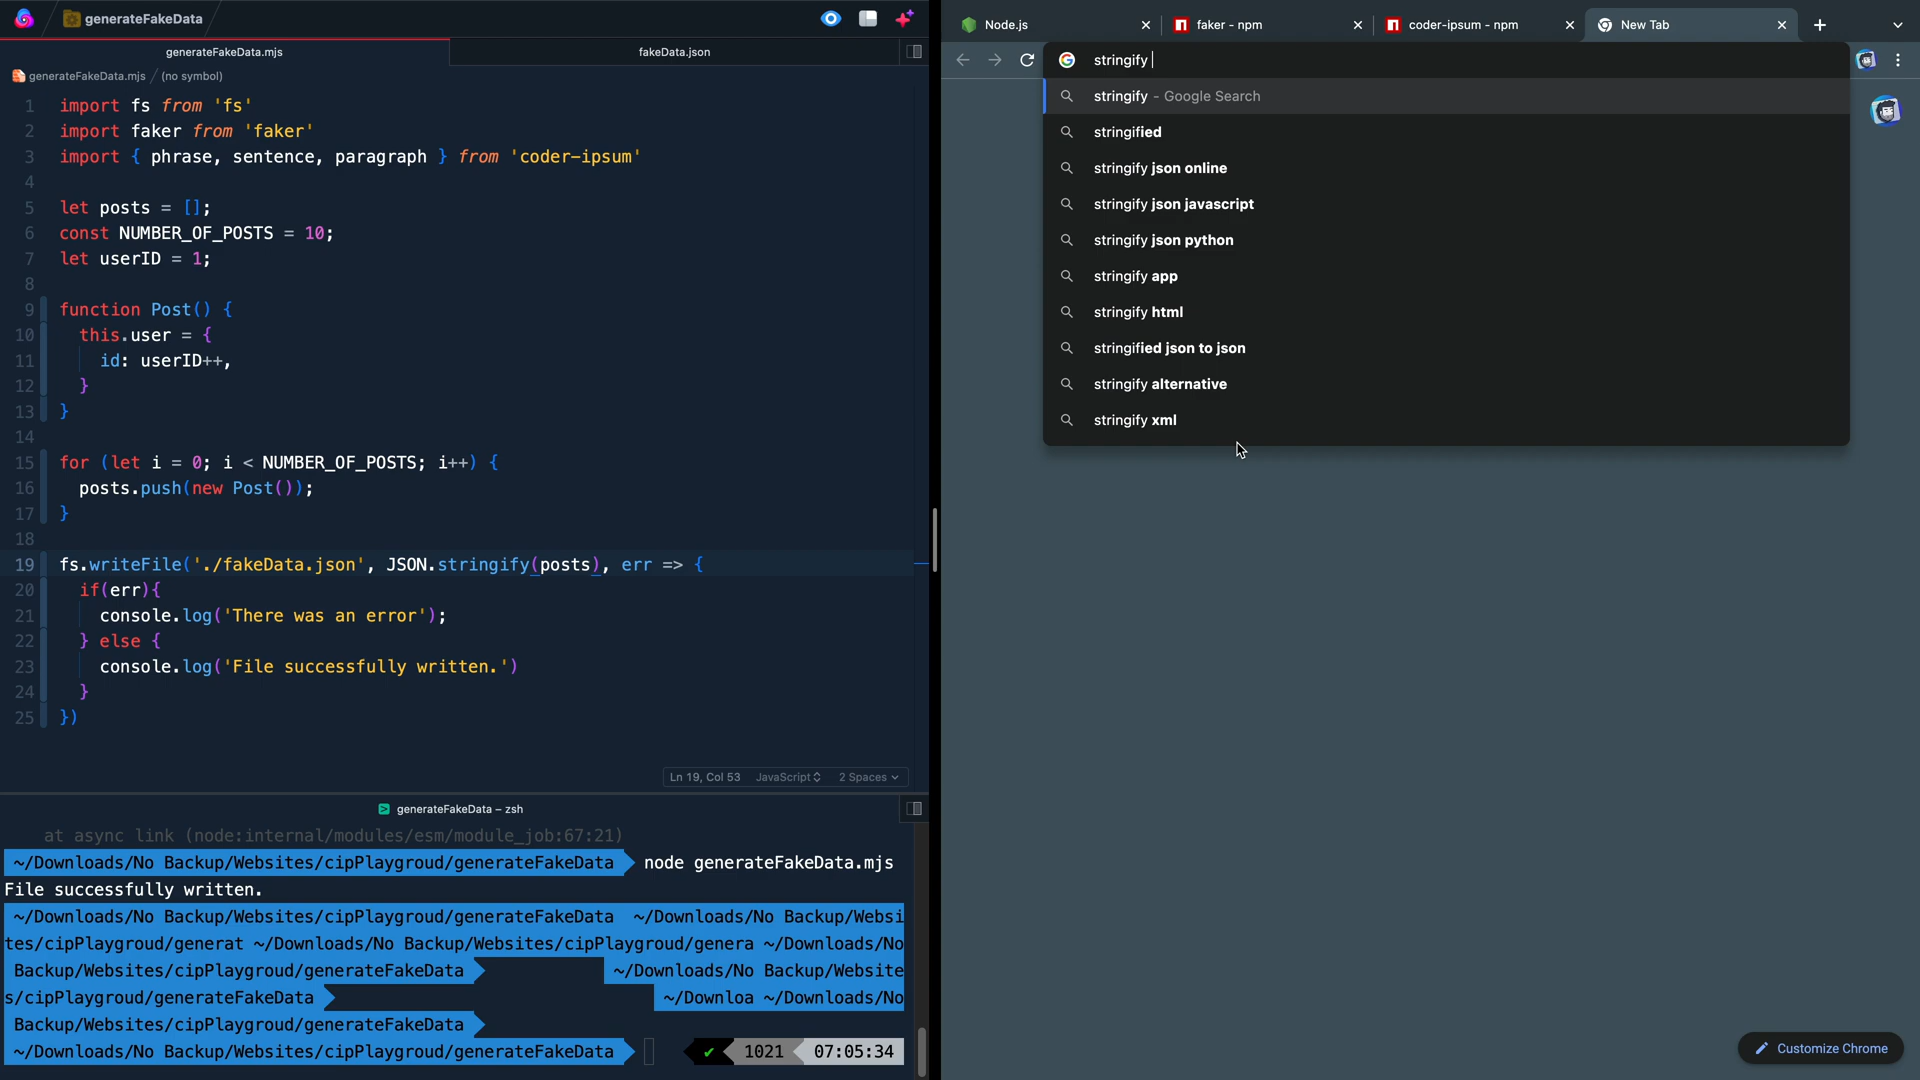 generateFakeData
generateFakeData.mjs
fakeData.json
generateFakeData.mjs / (no symbol)
1 import fs from 'fs'
2 import faker from 'faker'
3 import { phrase, sentence, paragraph } from 'coder-ipsum'
4
5 let posts = [];
6 const NUMBER_OF_POSTS = 10;
7 let userID = 1;
8
9 function Post() {
10 this.user = {
11 id: userID++,
12 }
13 }
14
15 for (let i = 0; i < NUMBER_OF_POSTS; i++) {
16 posts.push(new Post());
17 }
18
19 fs.writeFile('./fakeData.json', JSON.stringify(posts), err => {
20 if(err){
21 console.log('There was an error');
22 } else {
23 console.log('File successfully written.')
24 }
25 })
Ln 19, Col 53 JavaScript 2 Spaces
generateFakeData – zsh
at async link (node:internal/modules/esm/module_job:67:21)
~/Downloads/No Backup/Websites/cipPlaygroud/generateFakeData node generateFakeData.mjs
File successfully written.
~/Downloads/No Backup/Websites/cipPlaygroud/generateFakeData ~/Downloads/No Backup/Websi
tes/cipPlaygroud/generat ~/Downloads/No Backup/Websites/cipPlaygroud/genera ~/Downloads/No
Backup/Websites/cipPlaygroud/generateFakeData ~/Downloads/No Backup/Website
s/cipPlaygroud/generateFakeData ~/Downloa ~/Downloads/No
Backup/Websites/cipPlaygroud/generateFakeData
~/Downloads/No Backup/Websites/cipPlaygroud/generateFakeData ✔ 1021 07:05:34
Node.js
faker - npm
coder-ipsum - npm
New Tab
stringify
stringify - Google Search
stringified
stringify json online
stringify json javascript
stringify json python
stringify app
stringify html
stringified json to json
stringify alternative
stringify xml
Customize Chrome